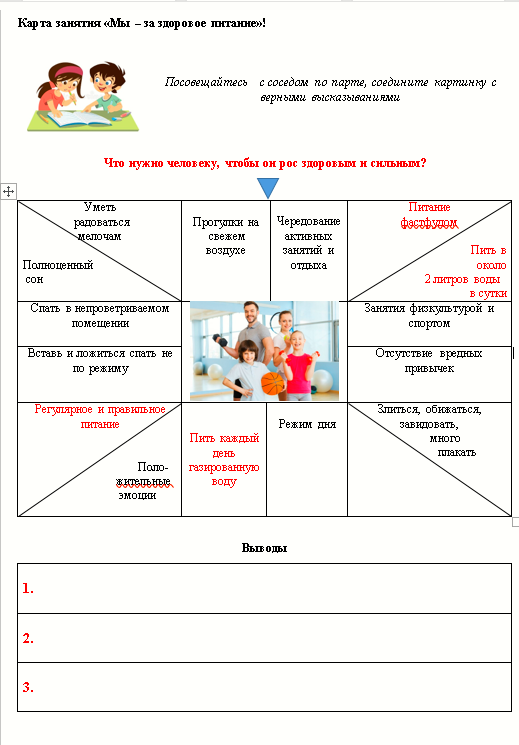 Карта занятия «Мы – за здоровое питание»!
Посовещайтесь с соседом по парте, соедините картинку с
верными высказываниями
Что нужно человеку, чтобы он рос здоровым и сильным?
Уметь
радоваться
мелочам
Полноценный
сон
Прогулки на
свежем
воздухе
Чередование
активных
занятий и
отдыха
Питание
фастфудом
Пить в
около
2 литров воды
в сутки
Спать в непроветриваемом
помещении
Занятия физкультурой и
спортом
Вставь и ложиться спать не
по режиму
Отсутствие вредных
привычек
Регулярное и правильное
питание
Поло-
жительные
эмоции
Пить каждый
день
газированную
воду
Режим дня
Злиться, обижаться,
завидовать,
много
плакать
Выводы
1.
2.
3.